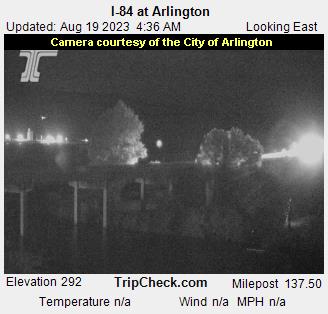 I-84 at Arlington
Updated: Aug 19 2023 4:36 AM Looking East
Camera courtesy of the City of Arlington
Elevation 292 TripCheck.com Milepost 137.50
Temperature n/a Wind n/a MPH n/a